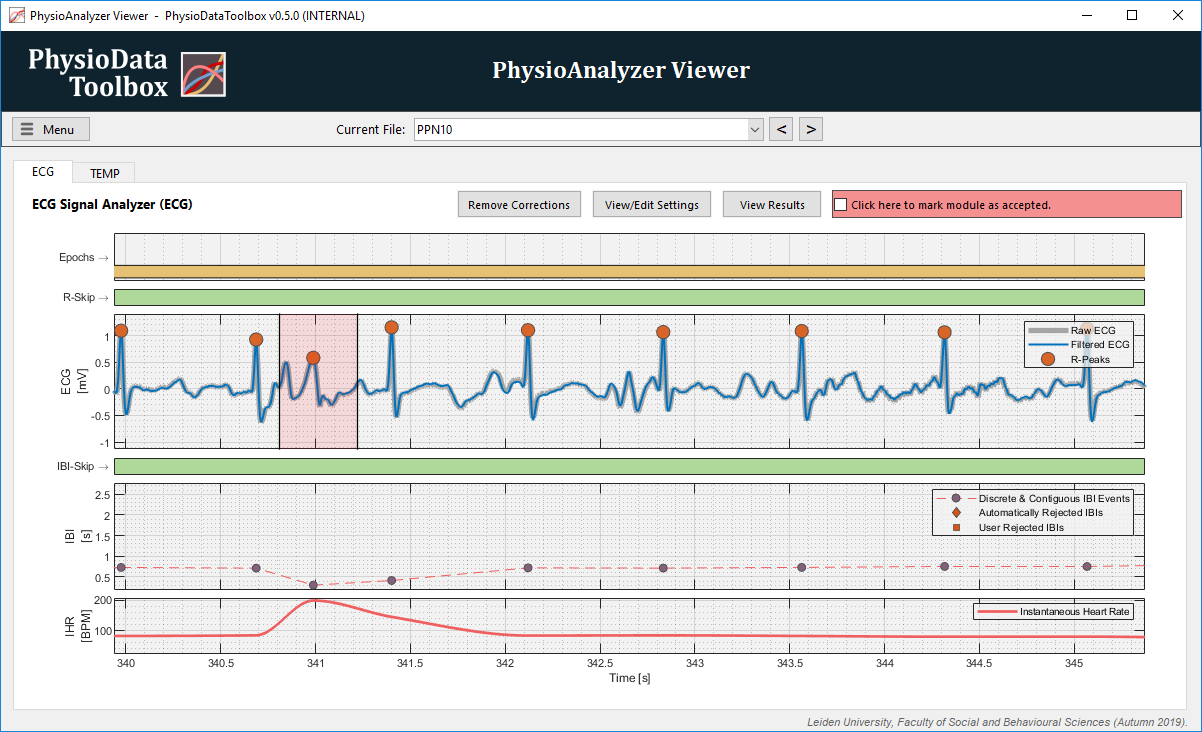 PhysioAnalyzer Viewer - PhysioDataToolbox v0.5.0 (INTERNAL)
PhysioData
Toolbox
PhysioAnalyzer Viewer
Menu
Current File:
PPN10
<
>
ECG
TEMP
ECG Signal Analyzer (ECG)
Remove Corrections
View/Edit Settings
View Results
Click here to mark module as accepted.
Epochs →
R-Skip →
ECG
[mV]
1
0.5
0
-0.5
-1
Raw ECG
Filtered ECG
R-Peaks
IBI-Skip →
IBI
[s]
2.5
2
1.5
1
0.5
Discrete & Contiguous IBI Events
Automatically Rejected IBIs
User Rejected IBIs
IHR
[BPM]
200
100
Instantaneous Heart Rate
340
340.5
341
341.5
342
342.5
343
343.5
344
344.5
345
Time [s]
Leiden University, Faculty of Social and Behavioural Sciences (Autumn 2019).